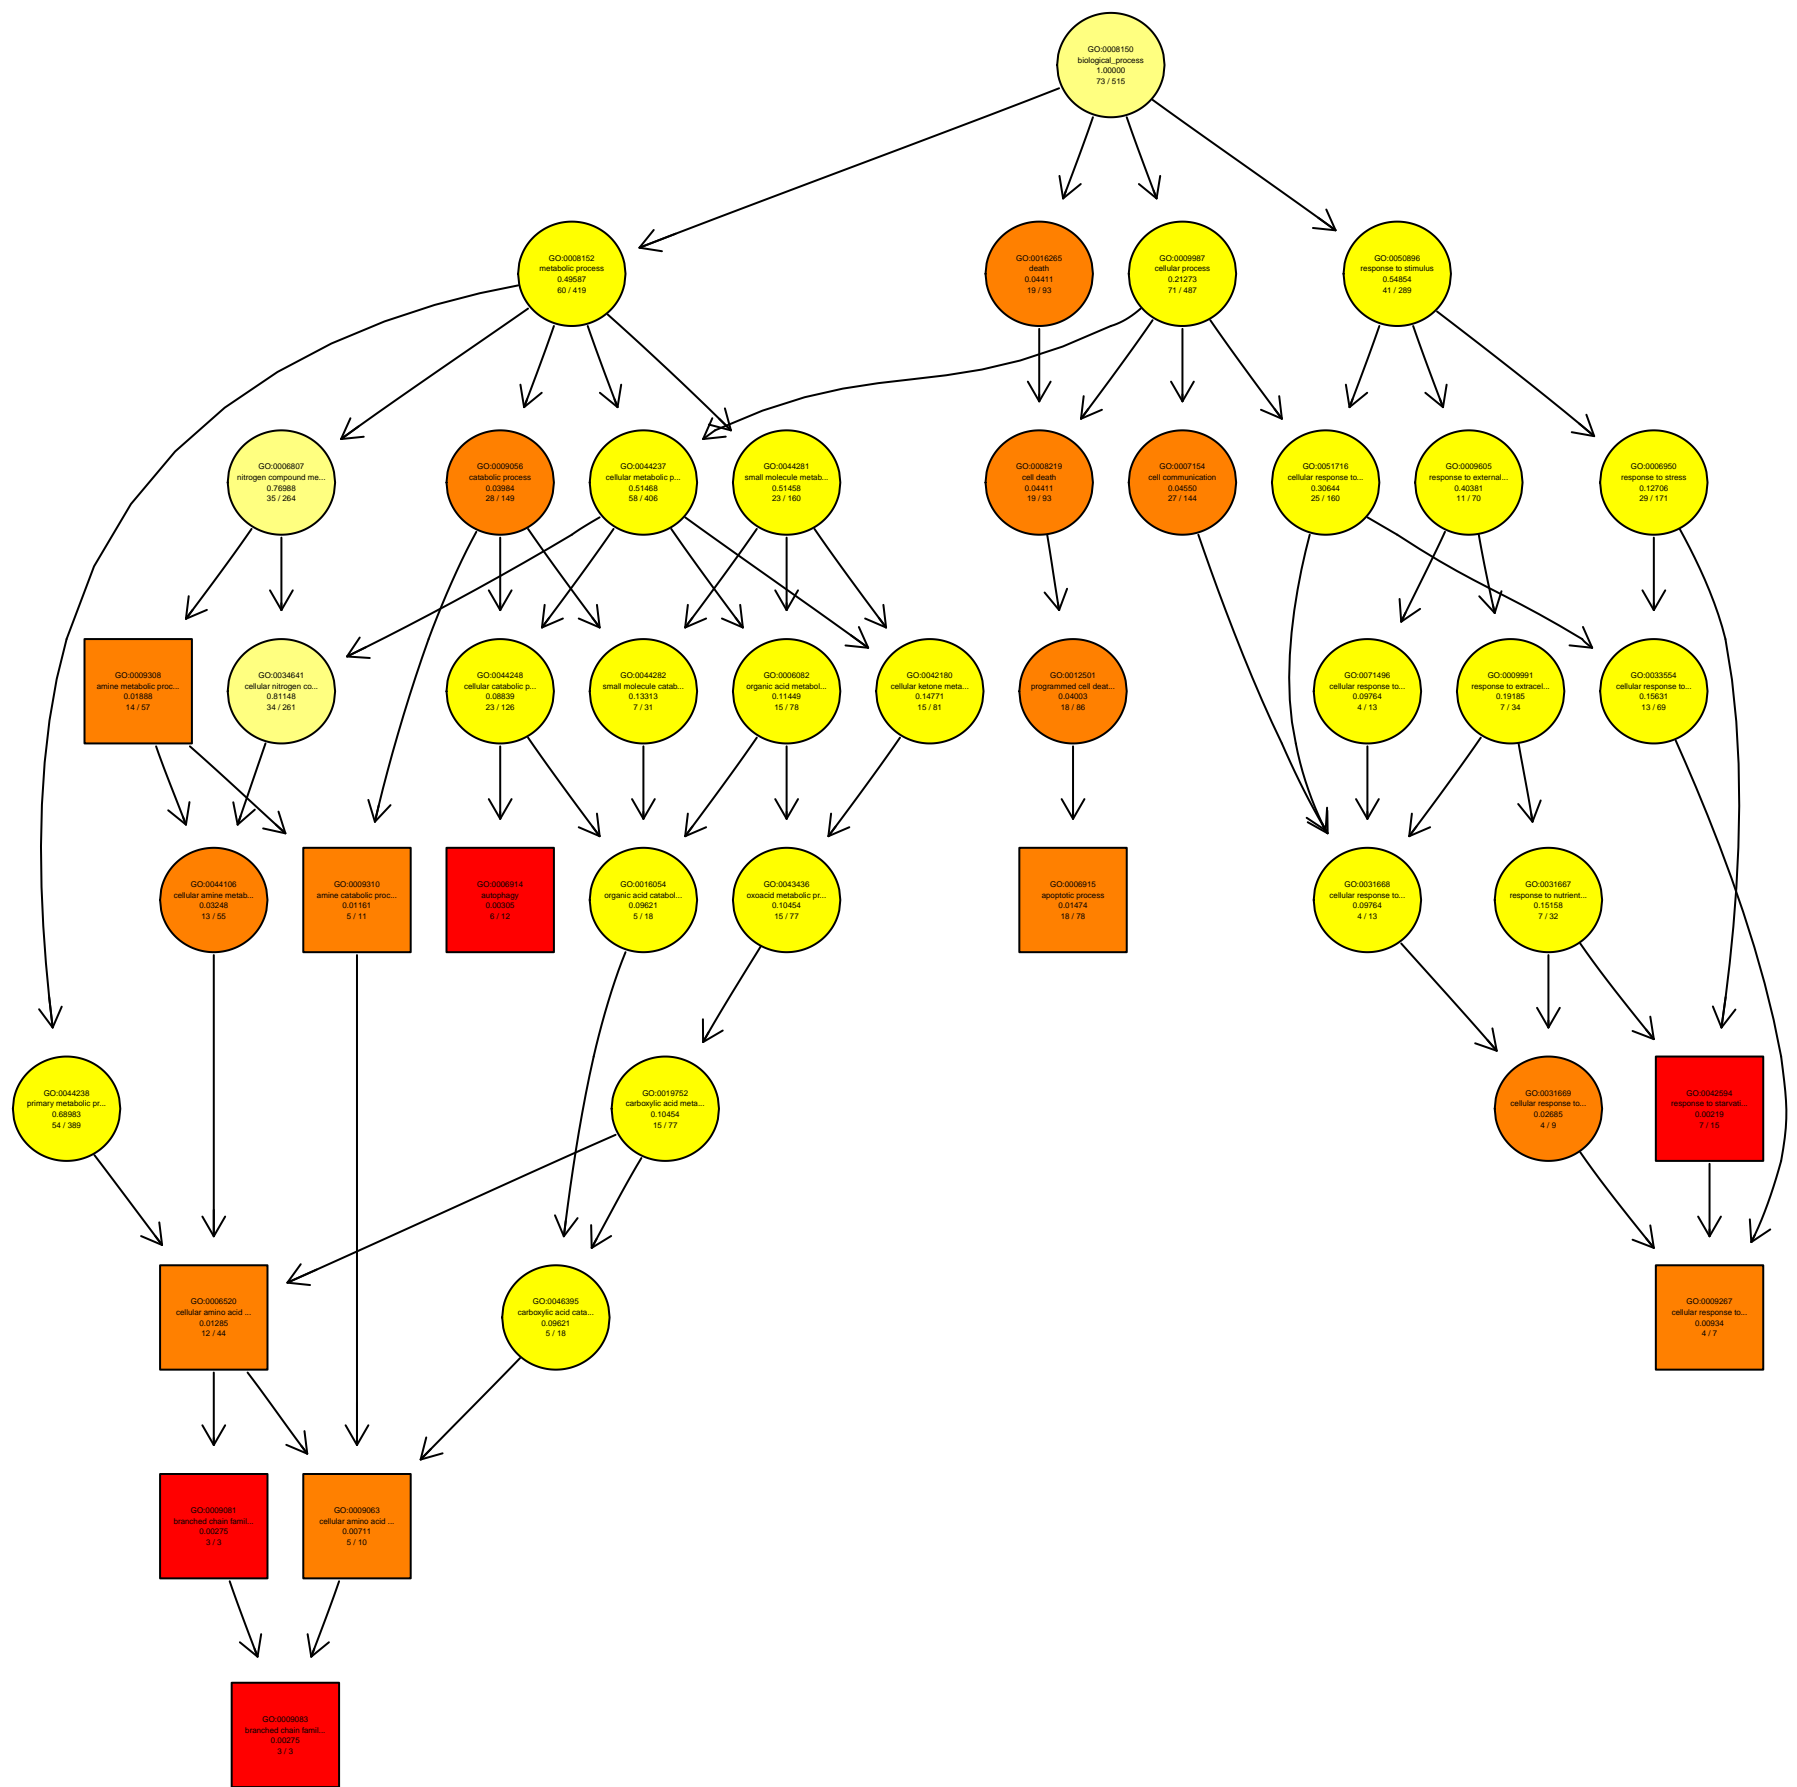 GO:0008150
biological_process
1.00000
73 / 515
GO:0008152
metabolic process
0.49587
60 / 419
GO:0016265
death
0.04411
19 / 93
GO:0009987
cellular process
0.21273
71 / 487
GO:0050896
response to stimulus
0.54854
41 / 289
GO:0006807
nitrogen compound me...
0.76988
35 / 264
GO:0009056
catabolic process
0.03984
28 / 149
GO:0044237
cellular metabolic p...
0.51468
58 / 406
GO:0044281
small molecule metab...
0.51458
23 / 160
GO:0008219
cell death
0.04411
19 / 93
GO:0007154
cell communication
0.04550
27 / 144
GO:0051716
cellular response to...
0.30644
25 / 160
GO:0009605
response to external...
0.40381
11 / 70
GO:0006950
response to stress
0.12706
29 / 171
GO:0009308
amine metabolic proc...
0.01888
14 / 57
GO:0034641
cellular nitrogen co...
0.81148
34 / 261
GO:0044248
cellular catabolic p...
0.08839
23 / 126
GO:0044282
small molecule catab...
0.13313
7 / 31
GO:0006082
organic acid metabol...
0.11449
15 / 78
GO:0042180
cellular ketone meta...
0.14771
15 / 81
GO:0012501
programmed cell deat...
0.04003
18 / 86
GO:0071496
cellular response to...
0.09764
4 / 13
GO:0009991
response to extracel...
0.19185
7 / 34
GO:0033554
cellular response to...
0.15631
13 / 69
GO:0044106
cellular amine metab...
0.03248
13 / 55
GO:0009310
amine catabolic proc...
0.01161
5 / 11
GO:0006914
autophagy
0.00305
6 / 12
GO:0016054
organic acid catabol...
0.09621
5 / 18
GO:0043436
oxoacid metabolic pr...
0.10454
15 / 77
GO:0006915
apoptotic process
0.01474
18 / 78
GO:0031668
cellular response to...
0.09764
4 / 13
GO:0031667
response to nutrient...
0.15158
7 / 32
GO:0044238
primary metabolic pr...
0.68983
54 / 389
GO:0019752
carboxylic acid meta...
0.10454
15 / 77
GO:0031669
cellular response to...
0.02685
4 / 9
GO:0042594
response to starvati...
0.00219
7 / 15
GO:0006520
cellular amino acid ...
0.01285
12 / 44
GO:0046395
carboxylic acid cata...
0.09621
5 / 18
GO:0009267
cellular response to...
0.00934
4 / 7
GO:0009081
branched chain famil...
0.00275
3 / 3
GO:0009063
cellular amino acid ...
0.00711
5 / 10
GO:0009083
branched chain famil...
0.00275
3 / 3